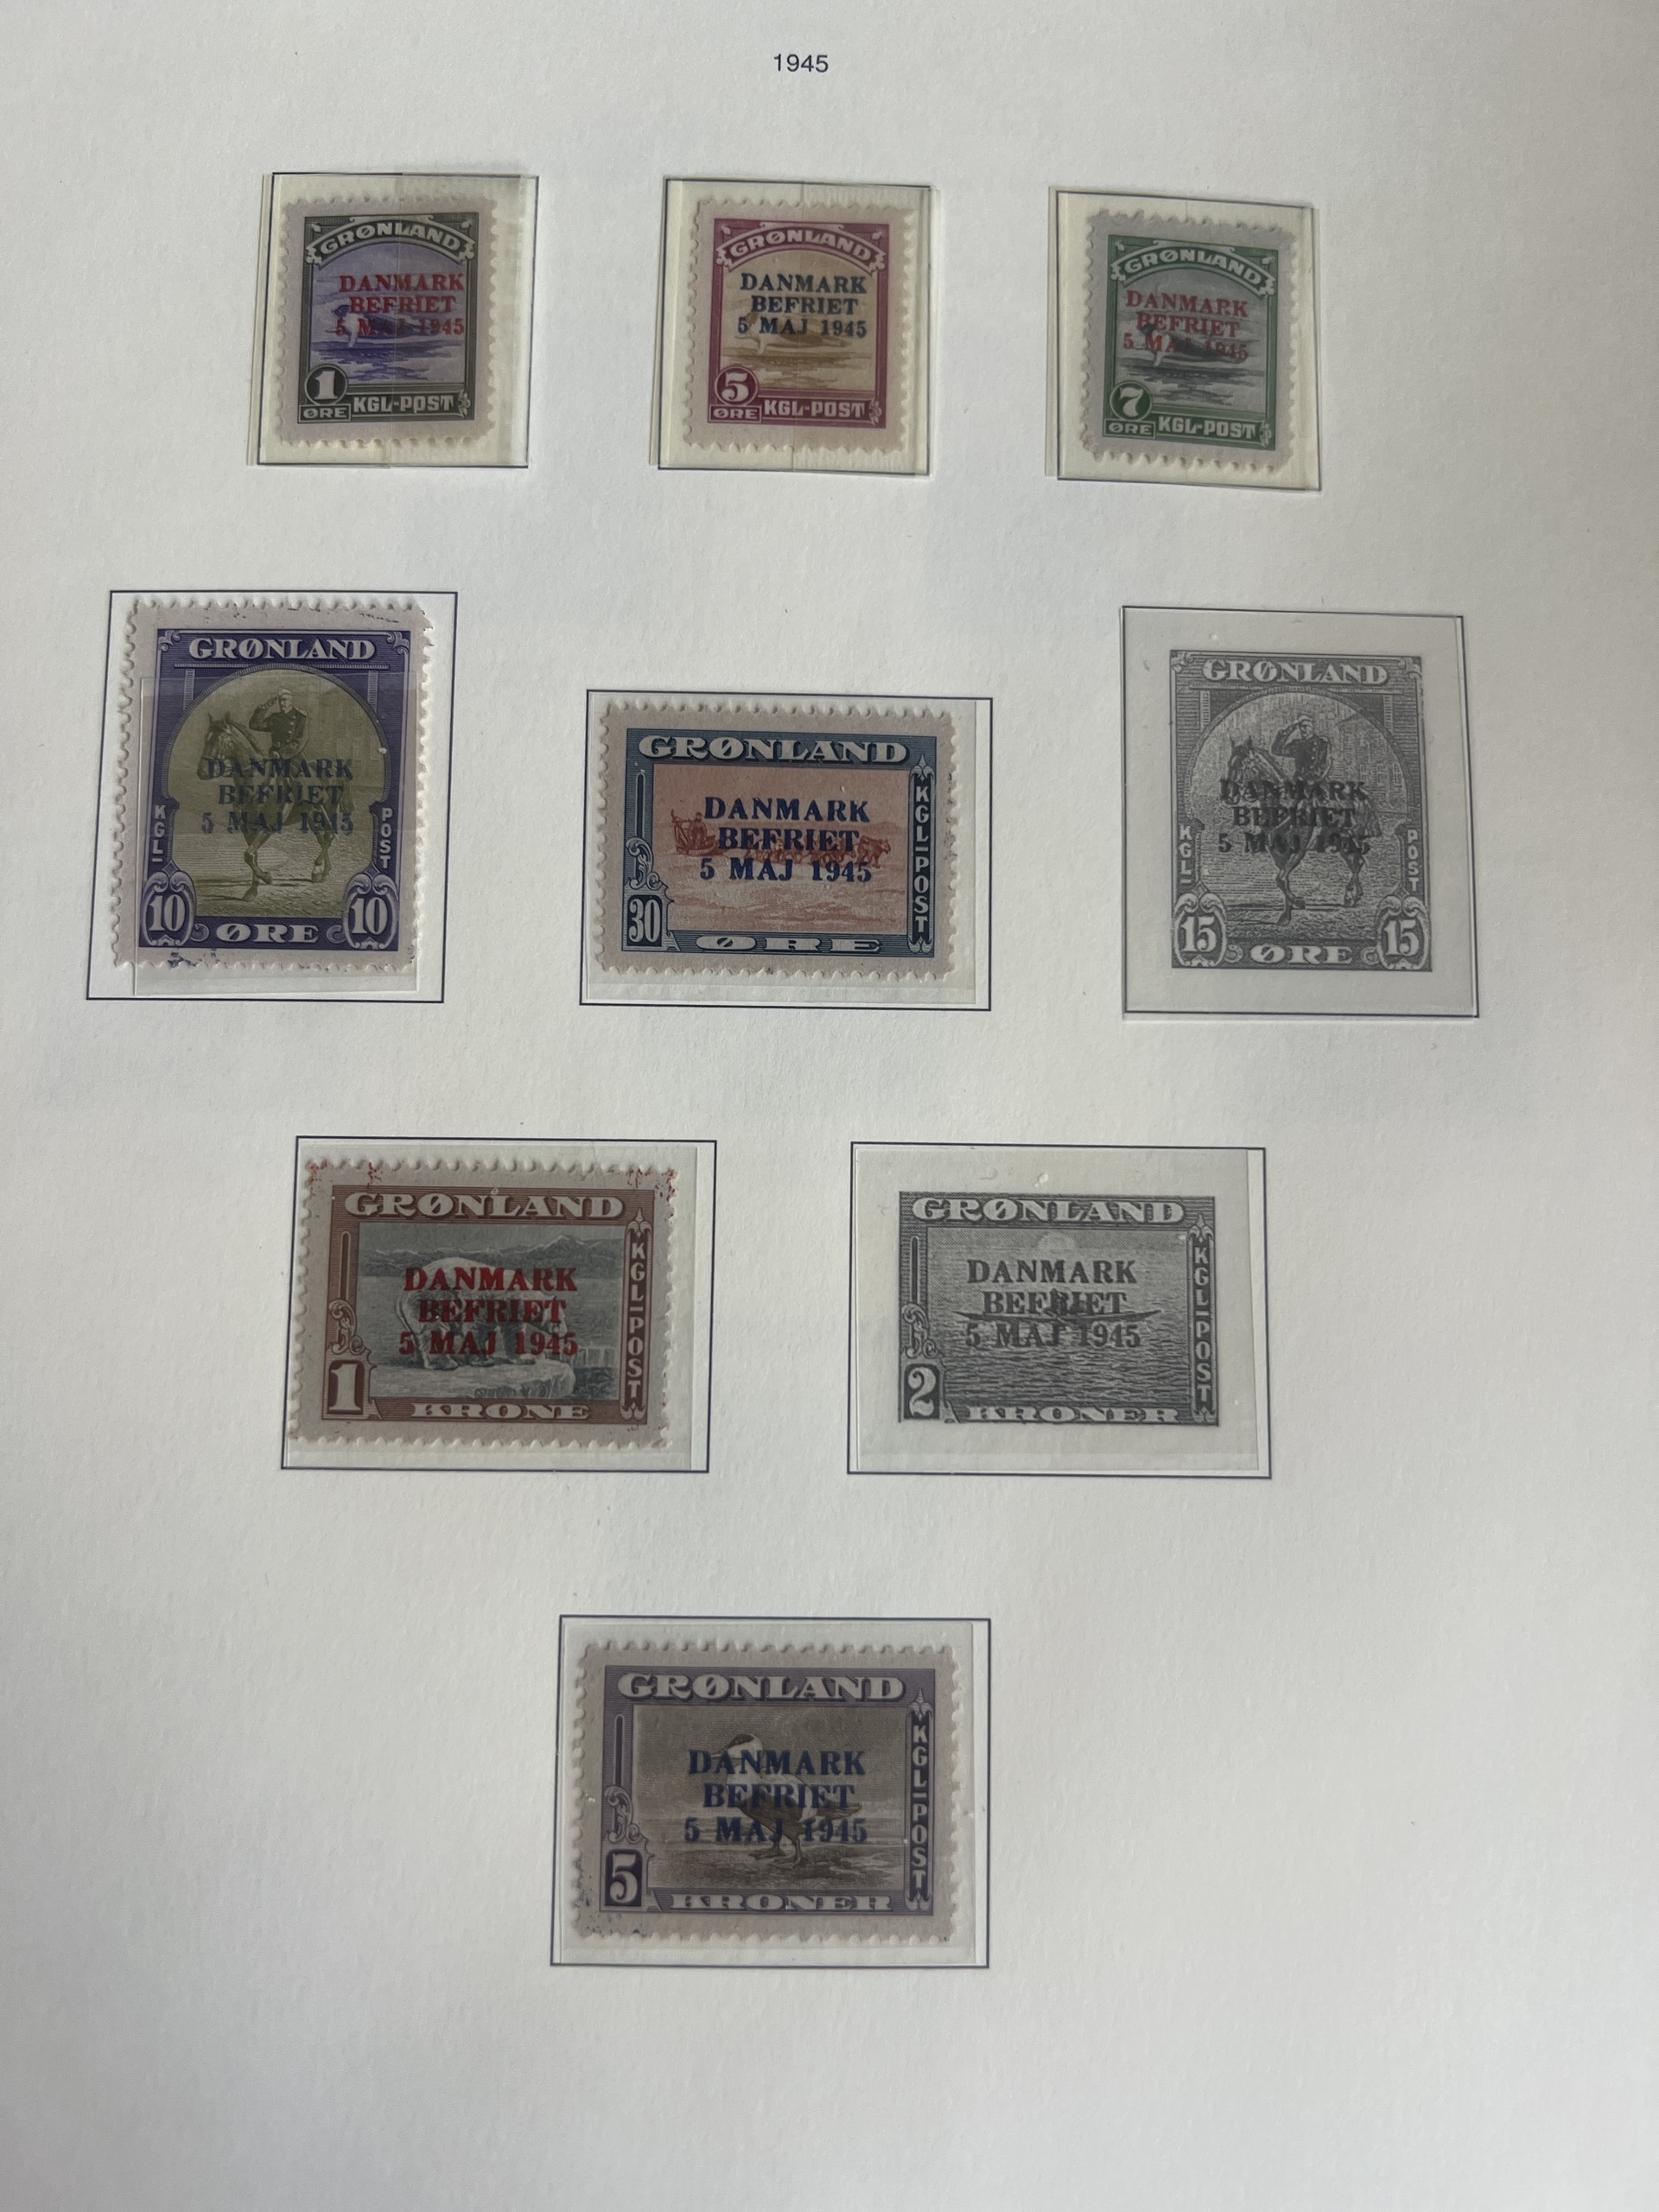 1945
GRØNLAND
DANMARK
BEFRIET
5 MAJ 1945
1
ØRE KGL-POST
GRØNLAND
DANMARK
BEFRIET
5 MAJ 1945
5
ØRE KGL-POST
GRØNLAND
DANMARK
BEFRIET
5 MAJ 1945
7
ØRE KGL-POST
GRØNLAND
DANMARK
BEFRIET
5 MAJ 1945
KGL-
POST
10 ØRE 10
GRØNLAND
DANMARK
BEFRIET
5 MAJ 1945
KGL-POST
30
ØRE
GRØNLAND
DANMARK
BEFRIET
5 MAJ 1945
KGL-
POST
15 ØRE 15
GRØNLAND
DANMARK
BEFRIET
5 MAJ 1945
KGL-POST
1
KRONE
GRØNLAND
DANMARK
BEFRIET
5 MAJ 1945
KGL-POST
2
KRONER
GRØNLAND
DANMARK
BEFRIET
5 MAJ 1945
KGL-POST
5
KRONER